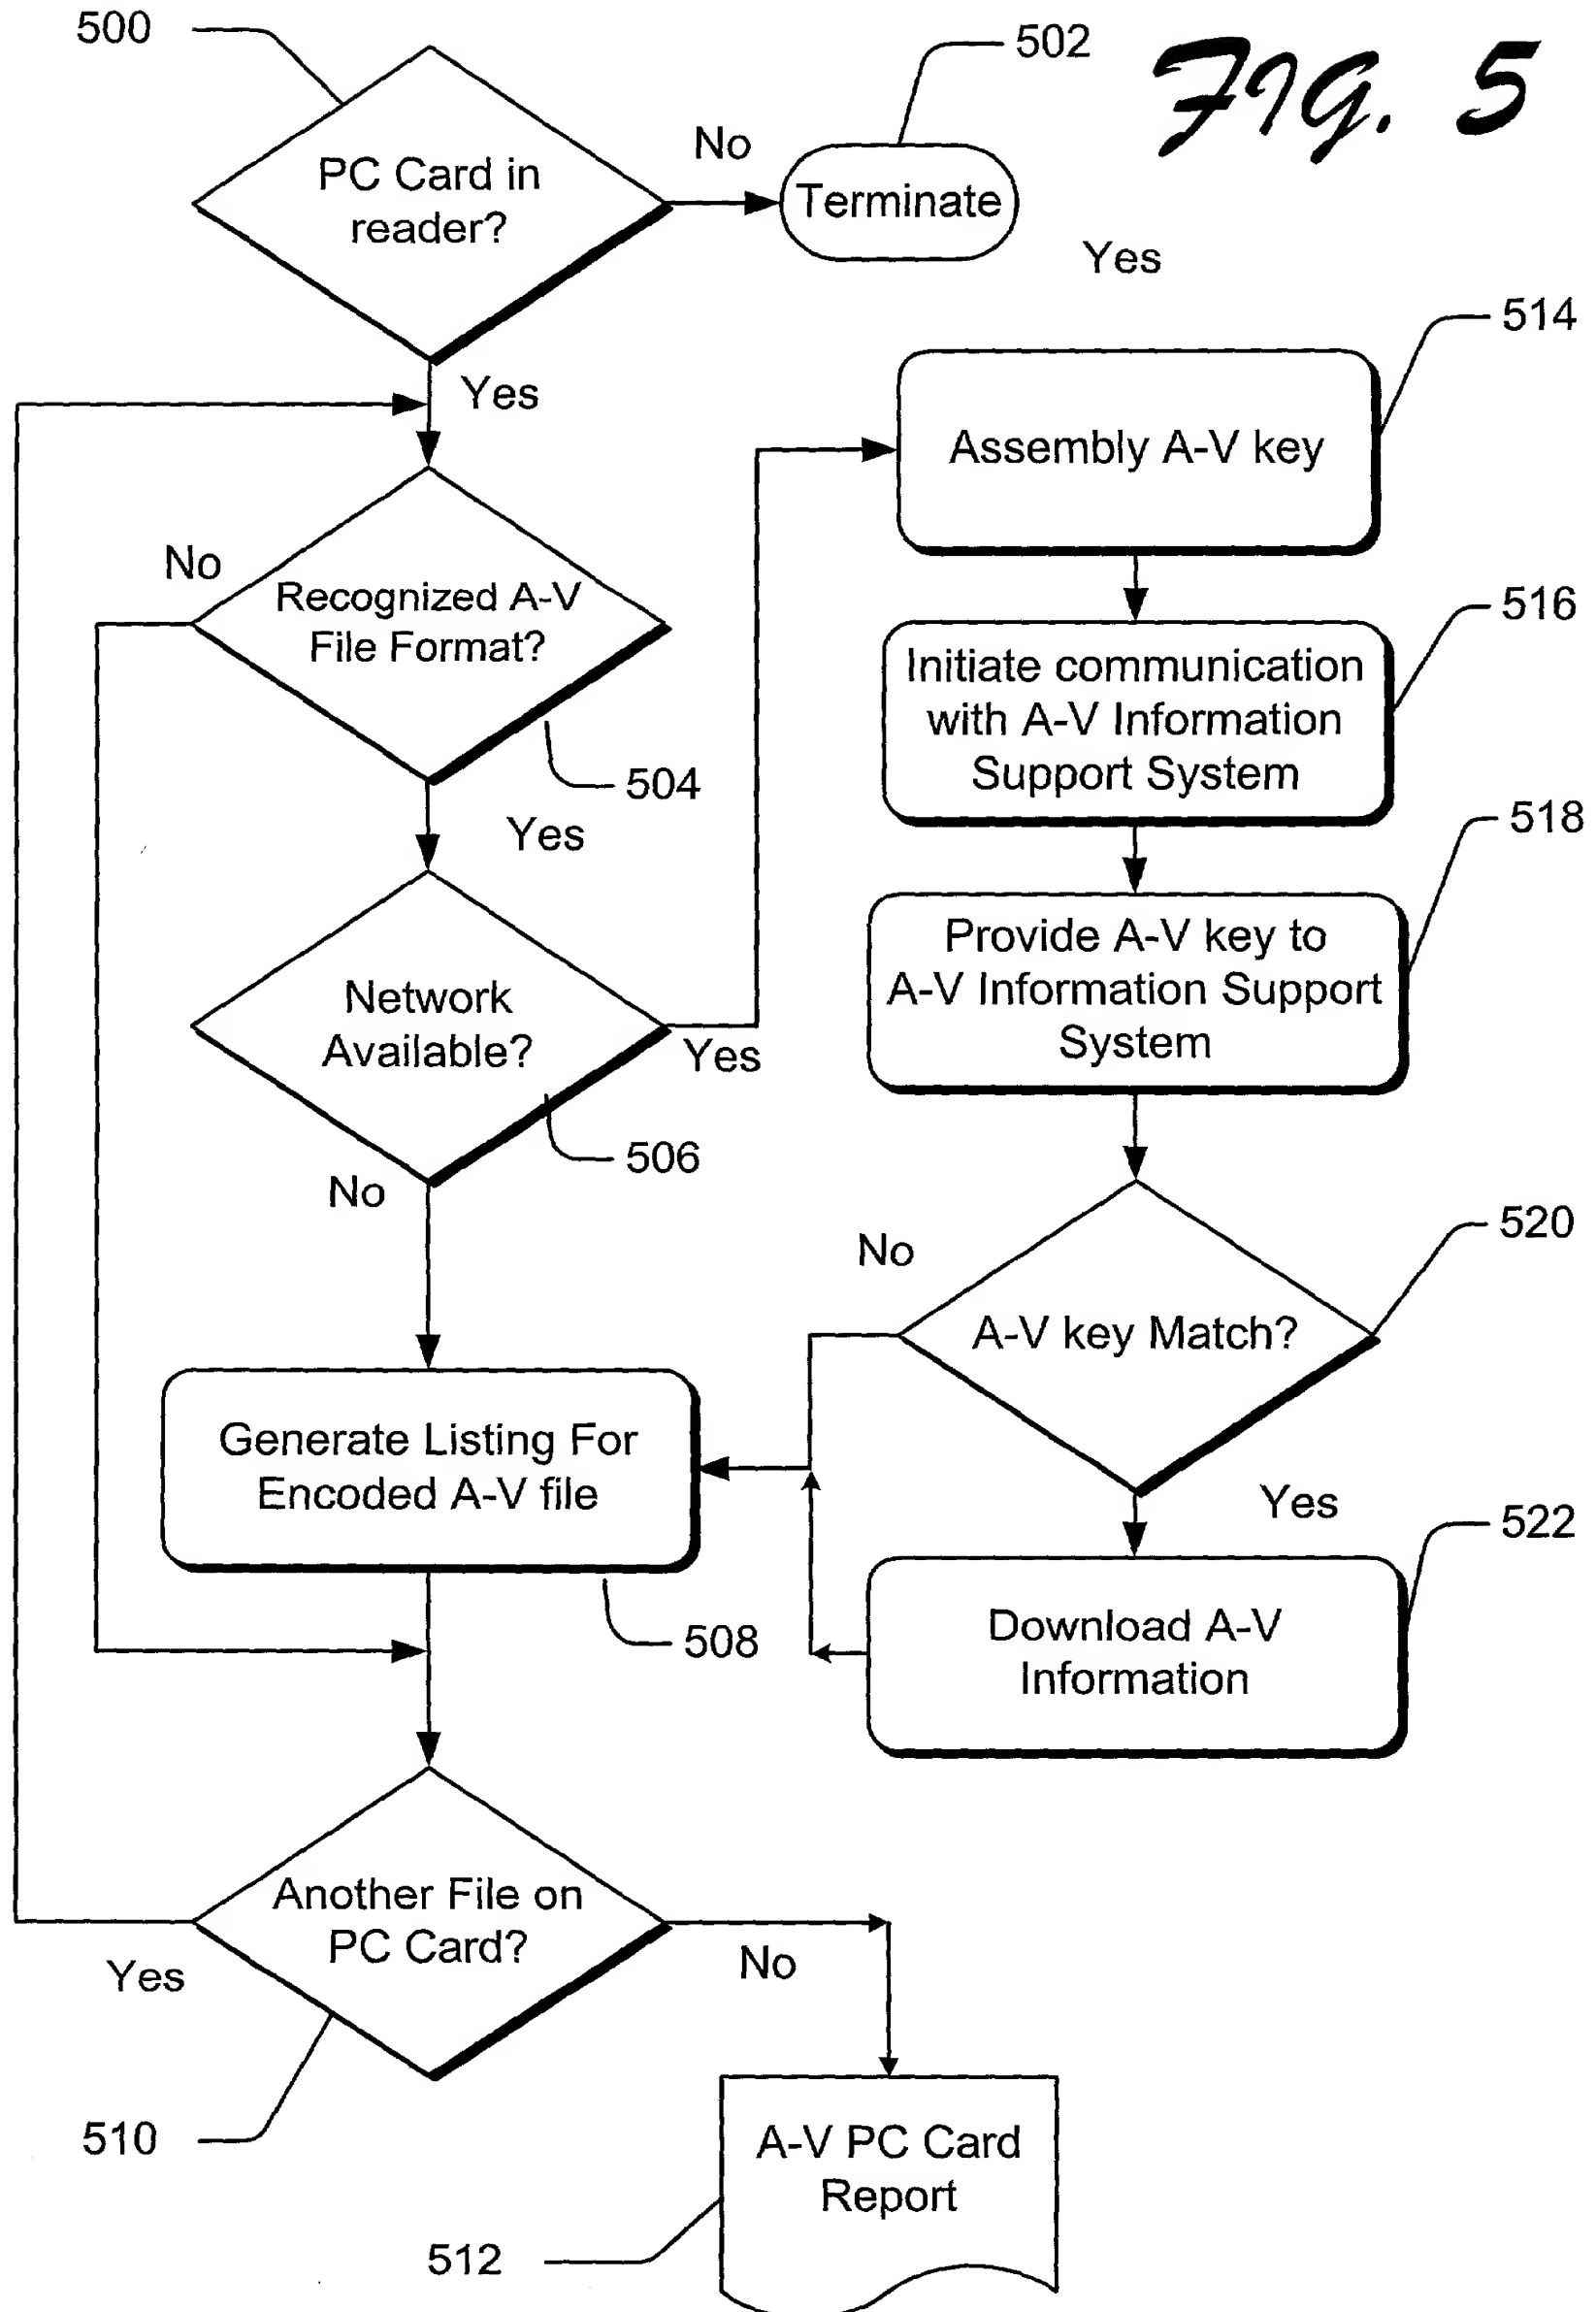 500
502
FIG. 5
No
PC Card in
reader?
Terminate
Yes
514
Yes
Assembly A-V key
No
Recognized A-V
File Format?
516
Initiate communication
with A-V Information
Support System
504
518
Yes
Provide A-V key to
A-V Information Support
System
Network
Available?
Yes
506
No
520
No
A-V key Match?
Generate Listing For
Encoded A-V file
Yes
522
508
Download A-V
Information
Another File on
PC Card?
No
Yes
510
A-V PC Card
Report
512